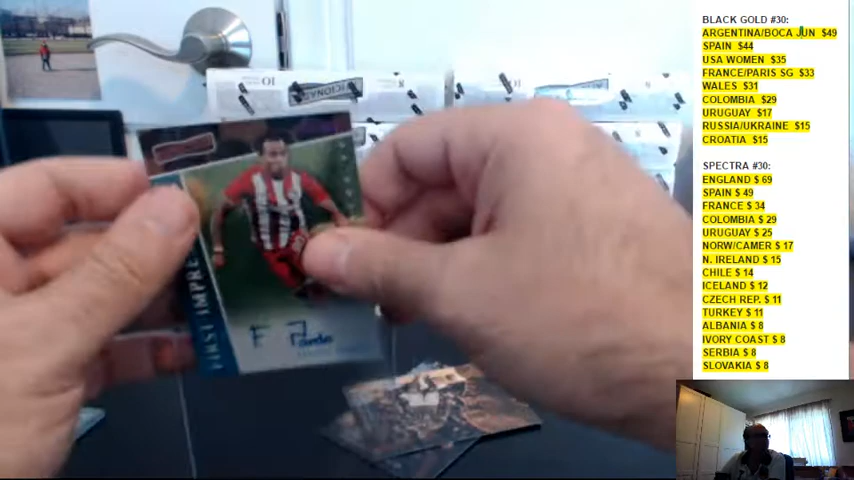 BLACK GOLD #30:
ARGENTINA/BOCA JUN $49
SPAIN $44
USA WOMEN $35
FRANCE/PARIS SG $33
WALES $31
COLOMBIA $29
URUGUAY $17
RUSSIA/UKRAINE $15
CROATIA $15
SPECTRA #30:
ENGLAND $ 69
SPAIN $ 49
FRANCE $ 34
COLOMBIA $ 29
URUGUAY $ 25
NORW/CAMER $ 17
N. IRELAND $ 15
CHILE $ 14
ICELAND $ 12
CZECH REP. $ 11
TURKEY $ 11
ALBANIA $ 8
IVORY COAST $ 8
SERBIA $ 8
SLOVAKIA $ 8
FIRST IMPRE